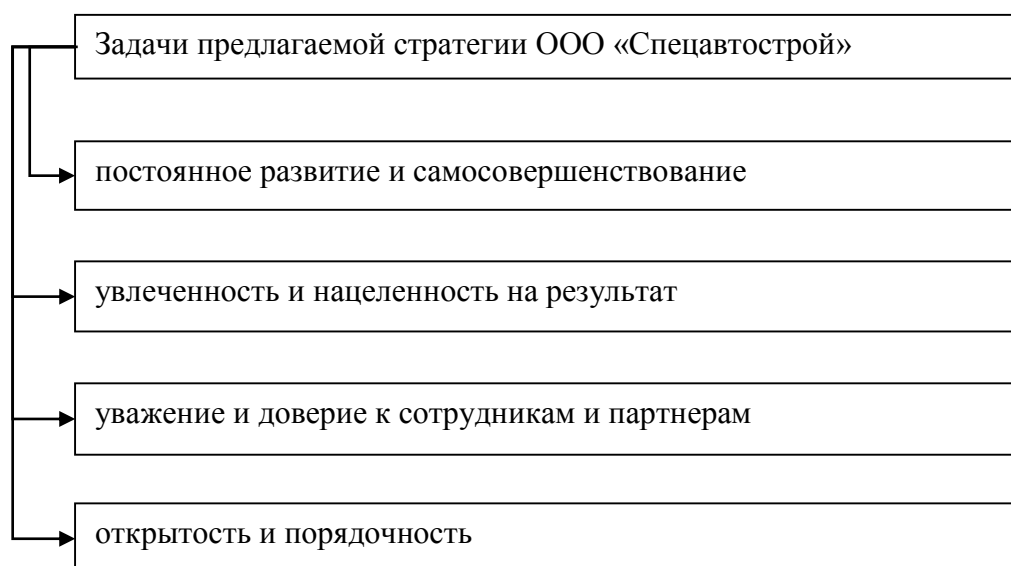 Задачи предлагаемой стратегии ООО «Спецавтострой»
постоянное развитие и самосовершенствование
увлеченность и нацеленность на результат
уважение и доверие к сотрудникам и партнерам
открытость и порядочность